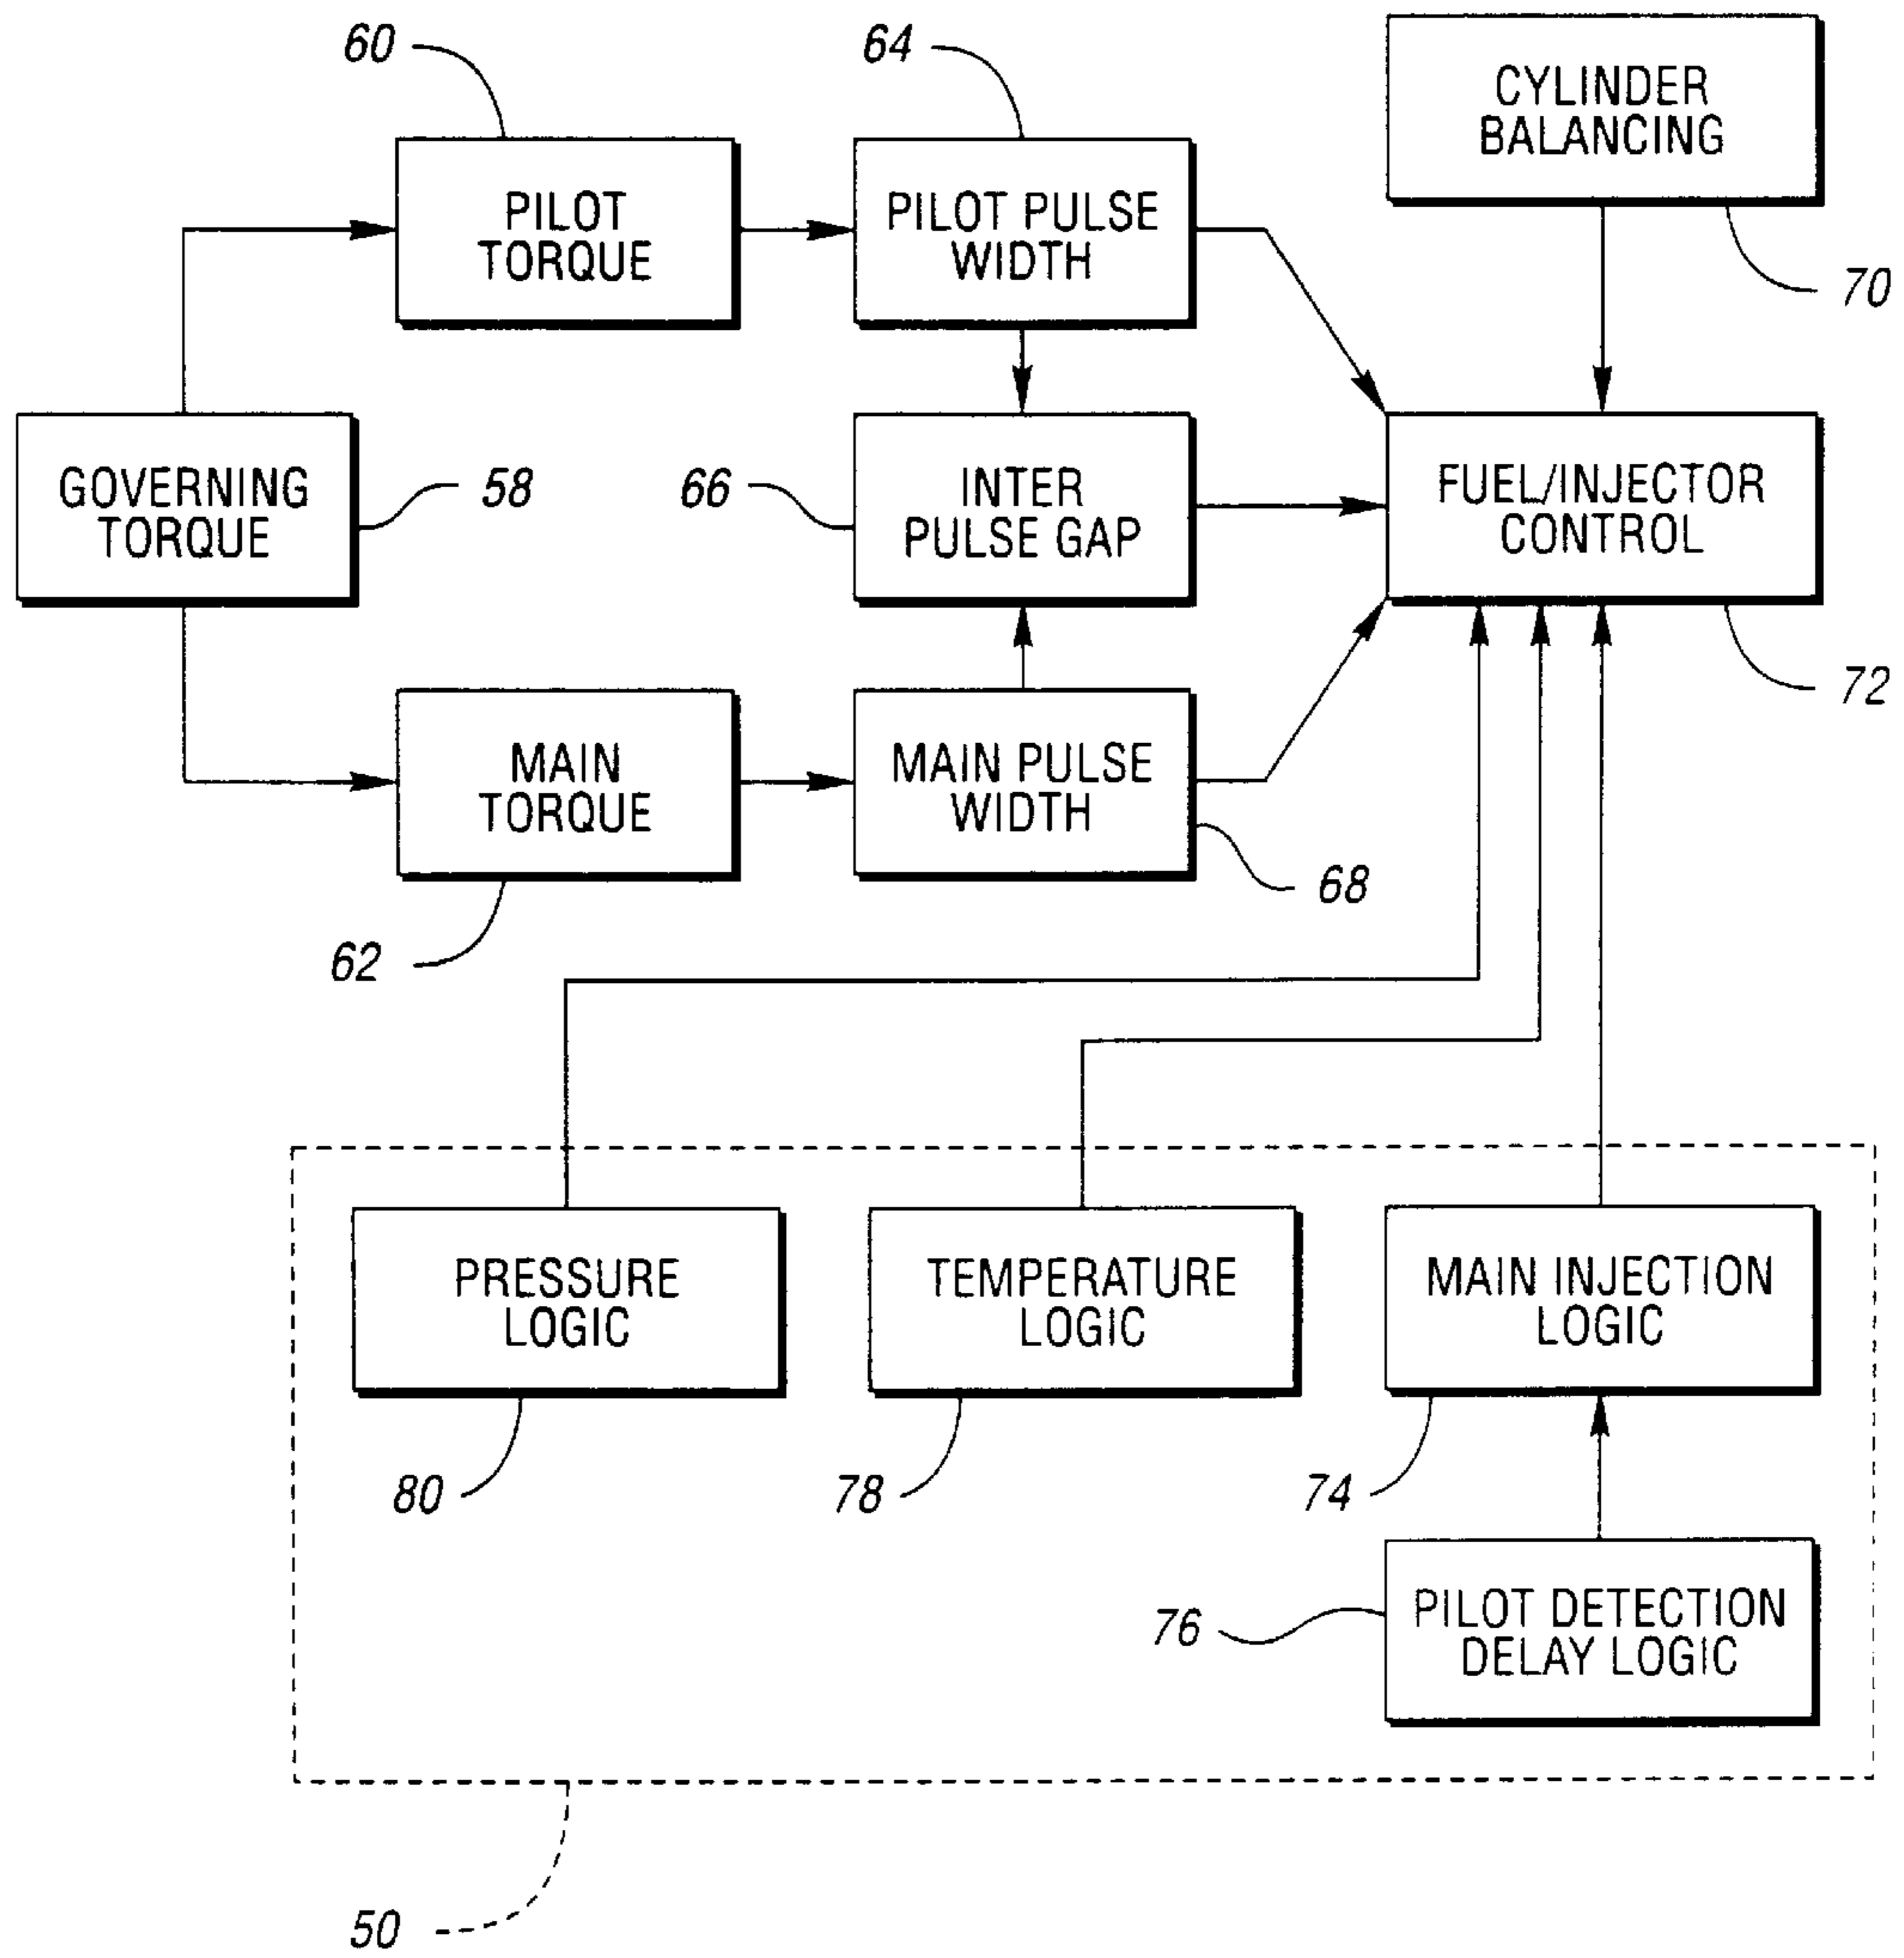 60
64
CYLINDER
BALANCING
70
PILOT
TORQUE
PILOT PULSE
WIDTH
GOVERNING
TORQUE
58
66
INTER
PULSE GAP
FUEL/INJECTOR
CONTROL
72
MAIN
TORQUE
MAIN PULSE
WIDTH
68
62
PRESSURE
LOGIC
TEMPERATURE
LOGIC
MAIN INJECTION
LOGIC
80
78
74
76
PILOT DETECTION
DELAY LOGIC
50